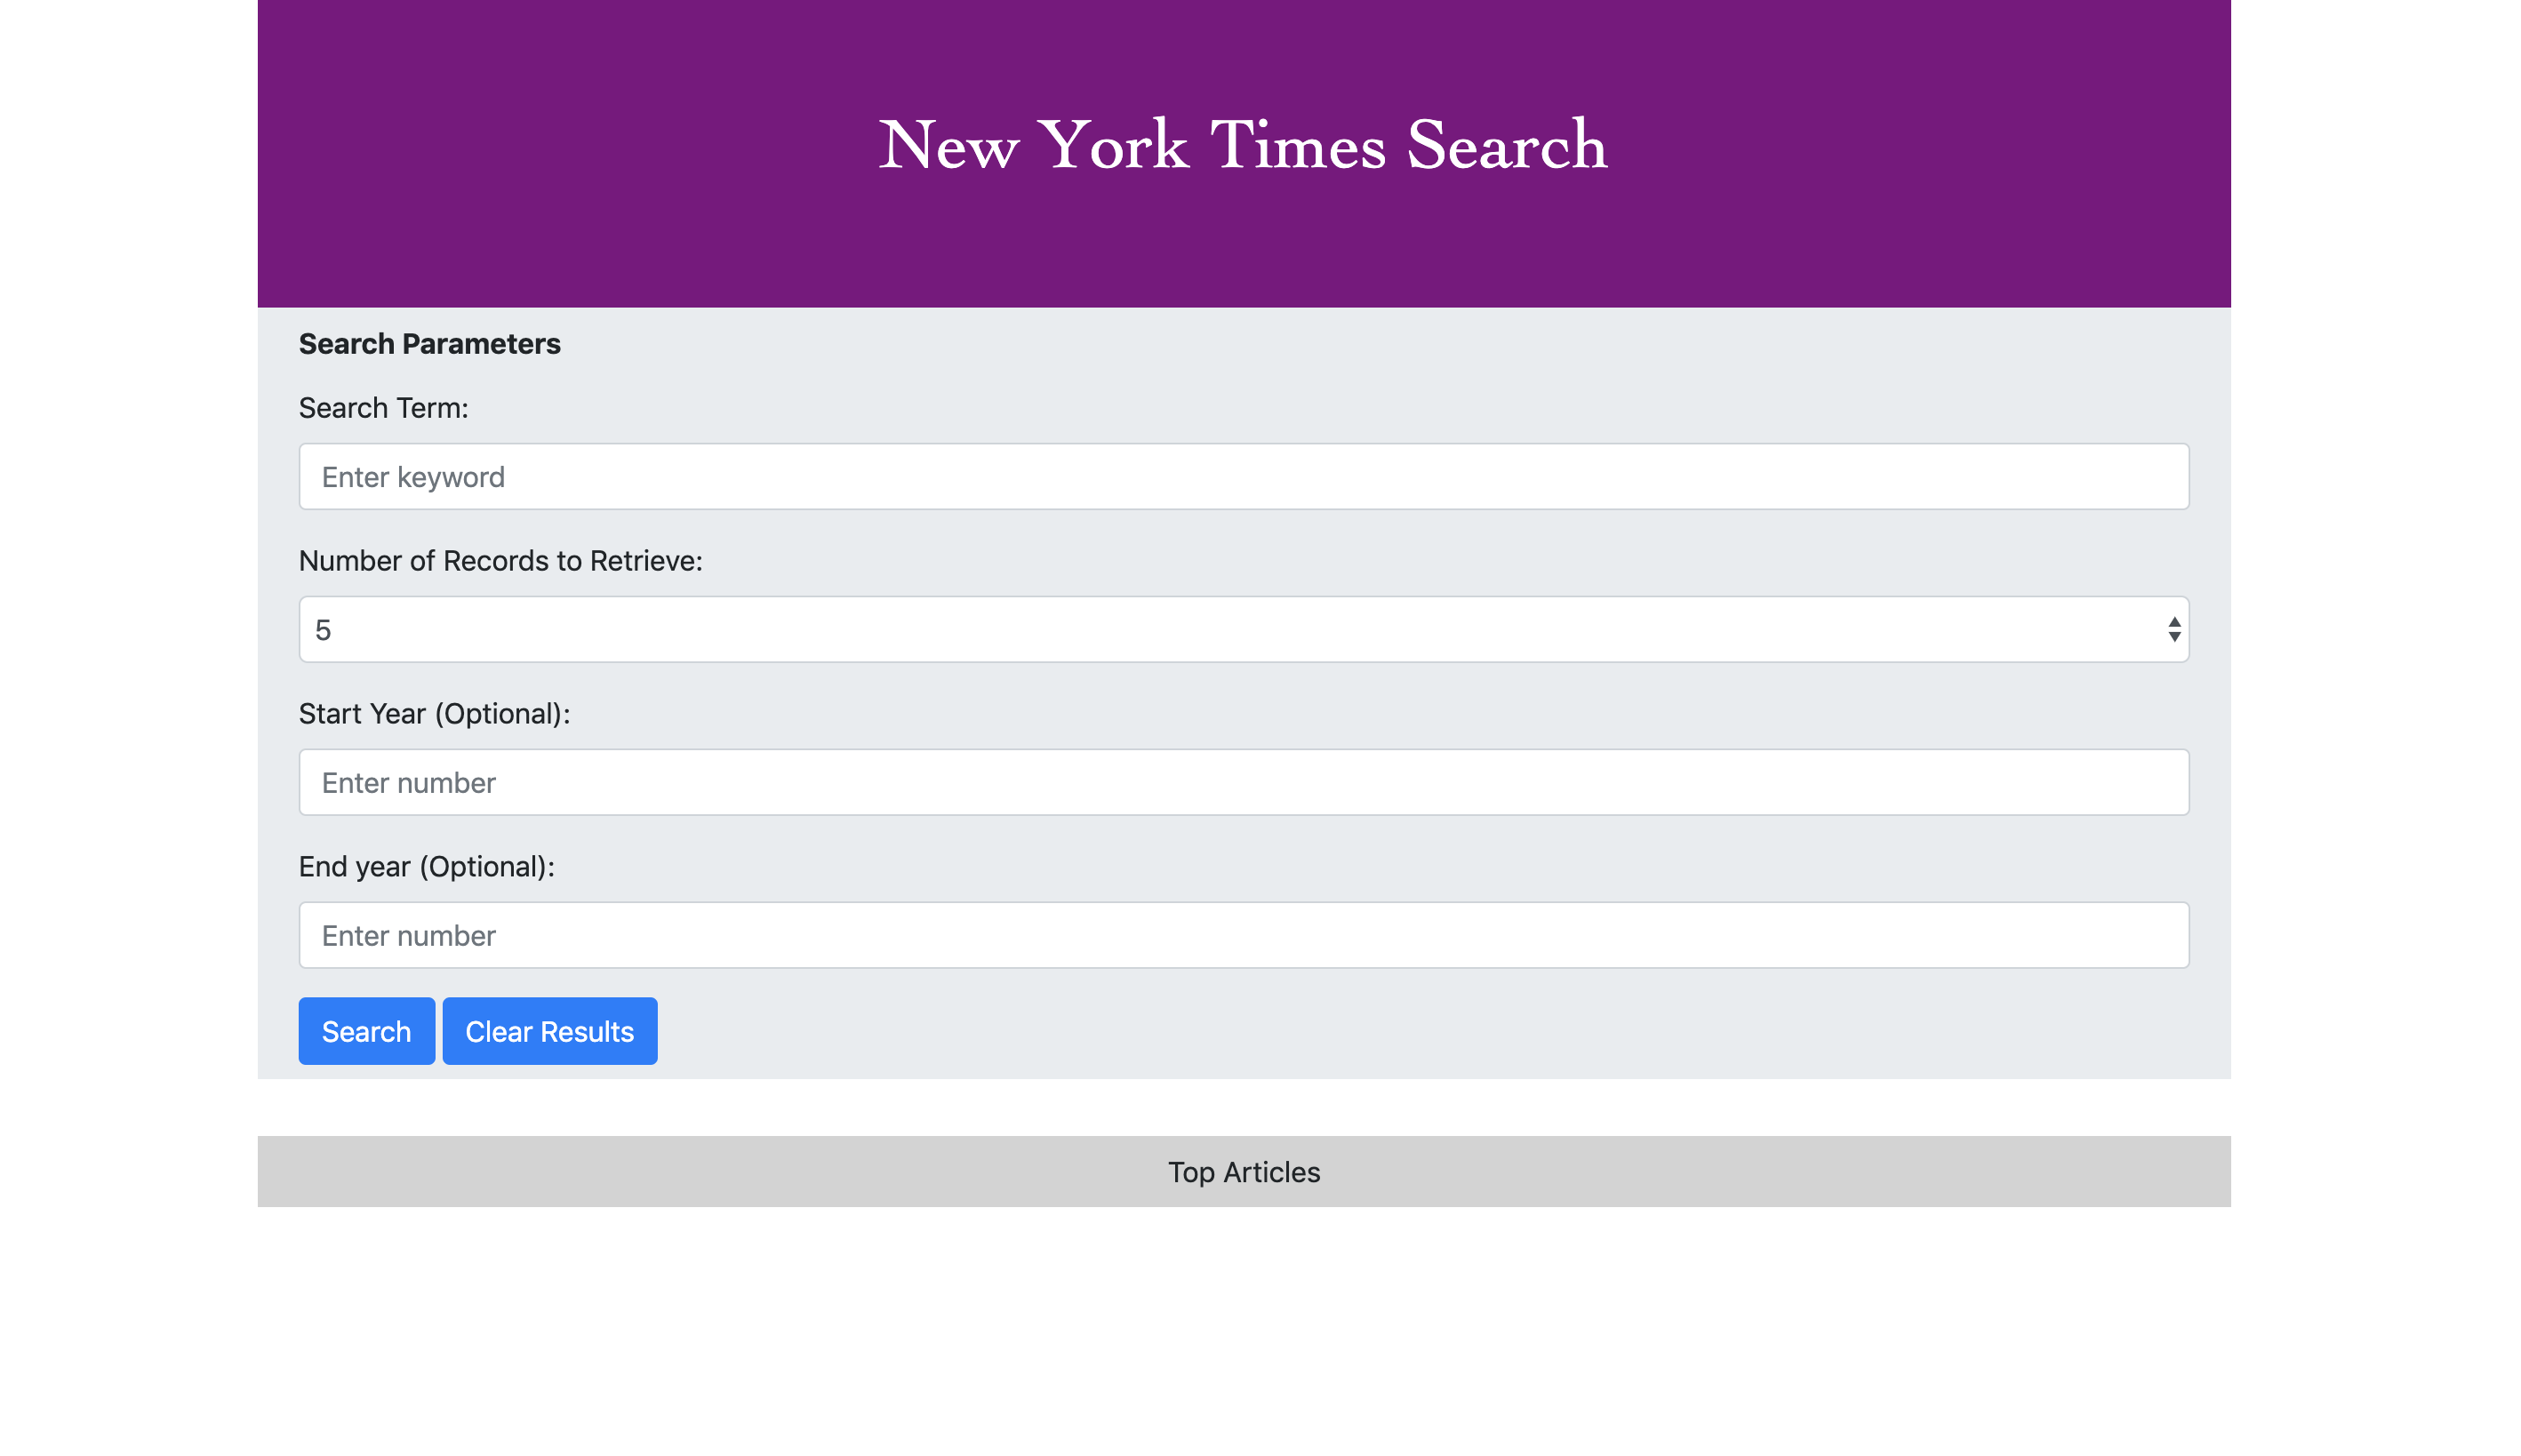 New York Times Search
Search Parameters
Search Term:
Enter keyword
Number of Records to Retrieve:
5
Start Year (Optional):
Enter number
End year (Optional):
Enter number
Search Clear Results
Top Articles